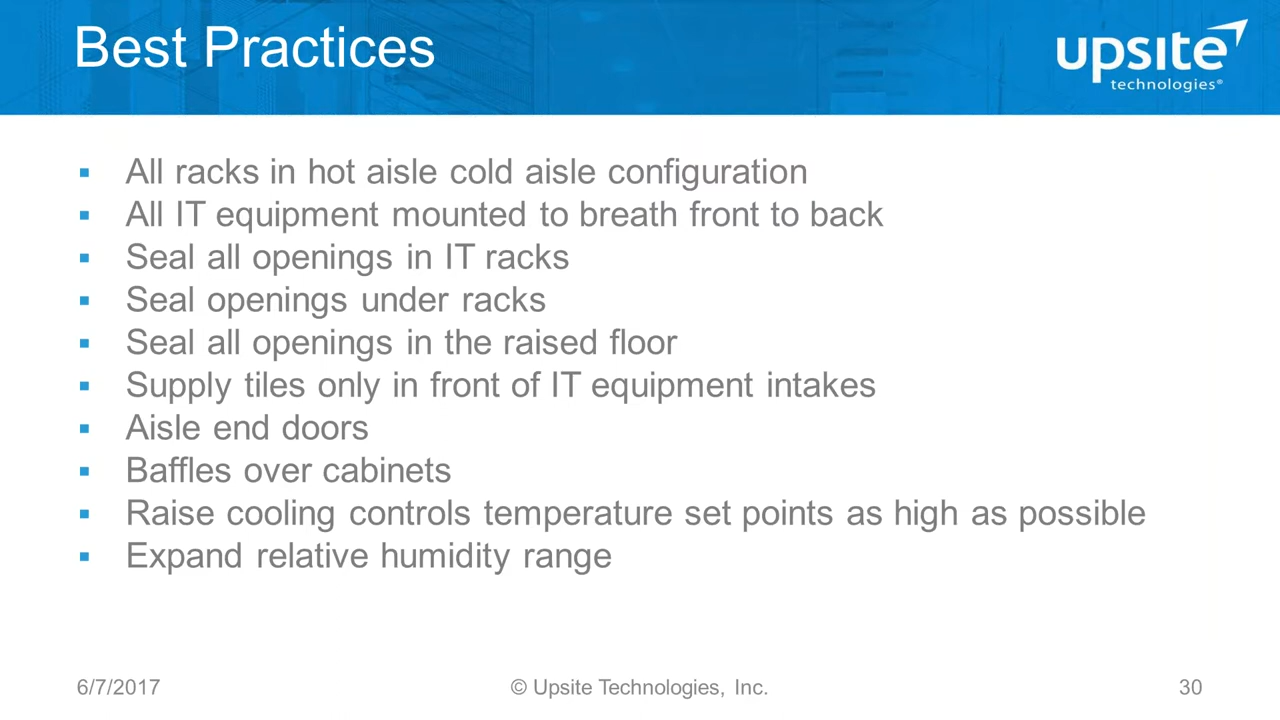 Best Practices
upsite
technologies®
▪ All racks in hot aisle cold aisle configuration
▪ All IT equipment mounted to breath front to back
▪ Seal all openings in IT racks
▪ Seal openings under racks
▪ Seal all openings in the raised floor
▪ Supply tiles only in front of IT equipment intakes
▪ Aisle end doors
▪ Baffles over cabinets
▪ Raise cooling controls temperature set points as high as possible
▪ Expand relative humidity range
6/7/2017 © Upsite Technologies, Inc. 30